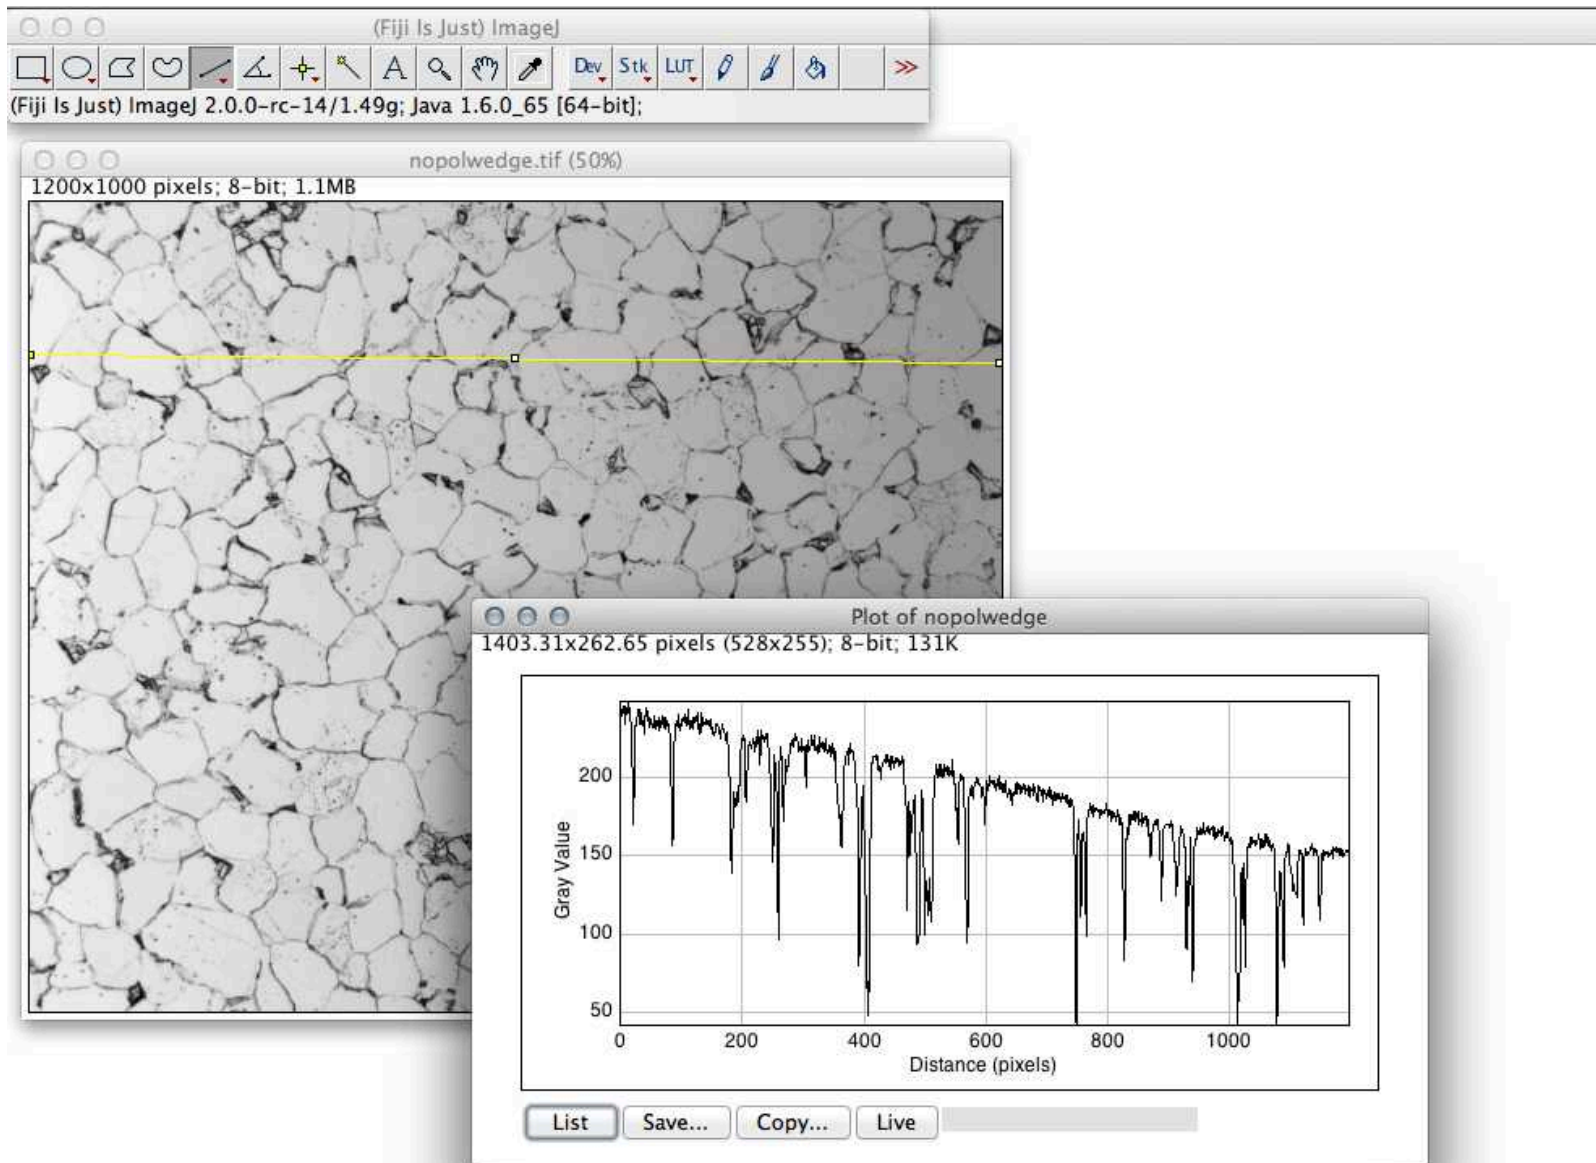 (Fiji Is Just) ImageJ
A Dev Stk LUT >>
(Fiji Is Just) ImageJ 2.0.0-rc-14/1.49g; Java 1.6.0_65 [64-bit];
nopolwedge.tif (50%)
1200x1000 pixels; 8-bit; 1.1MB
Plot of nopolwedge
1403.31x262.65 pixels (528x255); 8-bit; 131K
200
150
100
50
Gray Value
0 200 400 600 800 1000
Distance (pixels)
List Save... Copy... Live